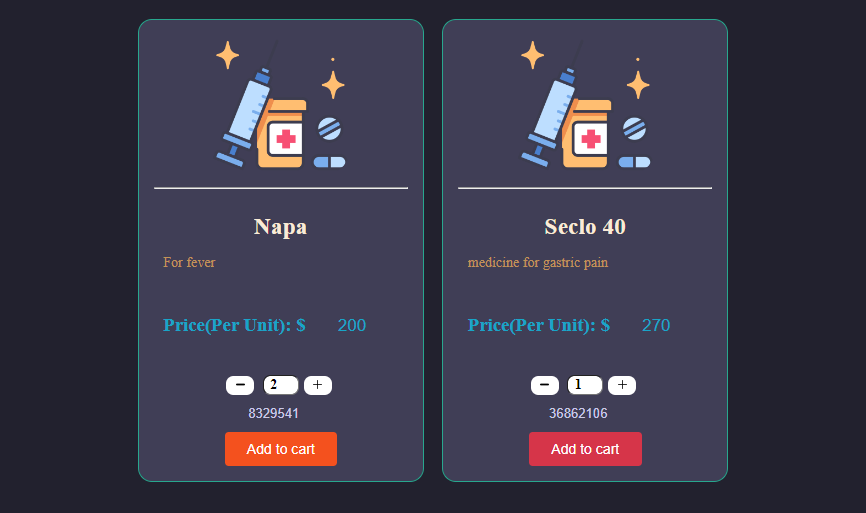 Napa
For fever
Price(Per Unit): $ 200
− 2 +
8329541
Add to cart
Seclo 40
medicine for gastric pain
Price(Per Unit): $ 270
− 1 +
36862106
Add to cart